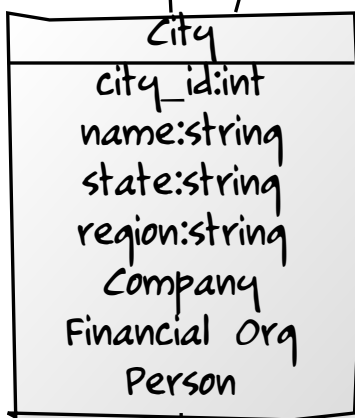 City
city_id:int
name:string
state:string
region:string
Company
Financial Org
Person